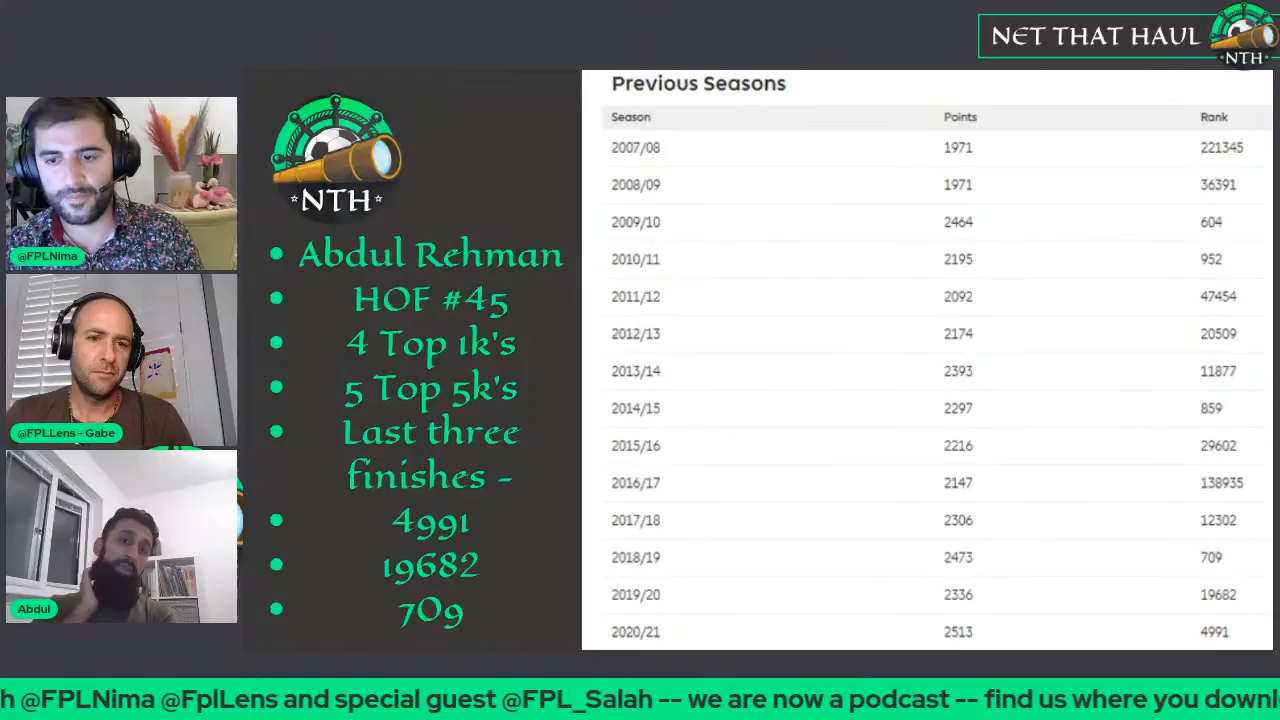 NET THAT HAUL
NTH
@FPLNima
@FPLLens - Gabe
Abdul
NTH
Abdul Rehman
HOF #45
4 Top 1k's
5 Top 5k's
Last three
finishes -
4991
19682
709
Previous Seasons
Season Points Rank
2007/08 1971 221345
2008/09 1971 36391
2009/10 2464 604
2010/11 2195 952
2011/12 2092 47454
2012/13 2174 20509
2013/14 2393 11877
2014/15 2297 859
2015/16 2216 29602
2016/17 2147 138935
2017/18 2306 12302
2018/19 2473 709
2019/20 2336 19682
2020/21 2513 4991
h @FPLNima @FplLens and special guest @FPL_Salah -- we are now a podcast -- find us where you downl